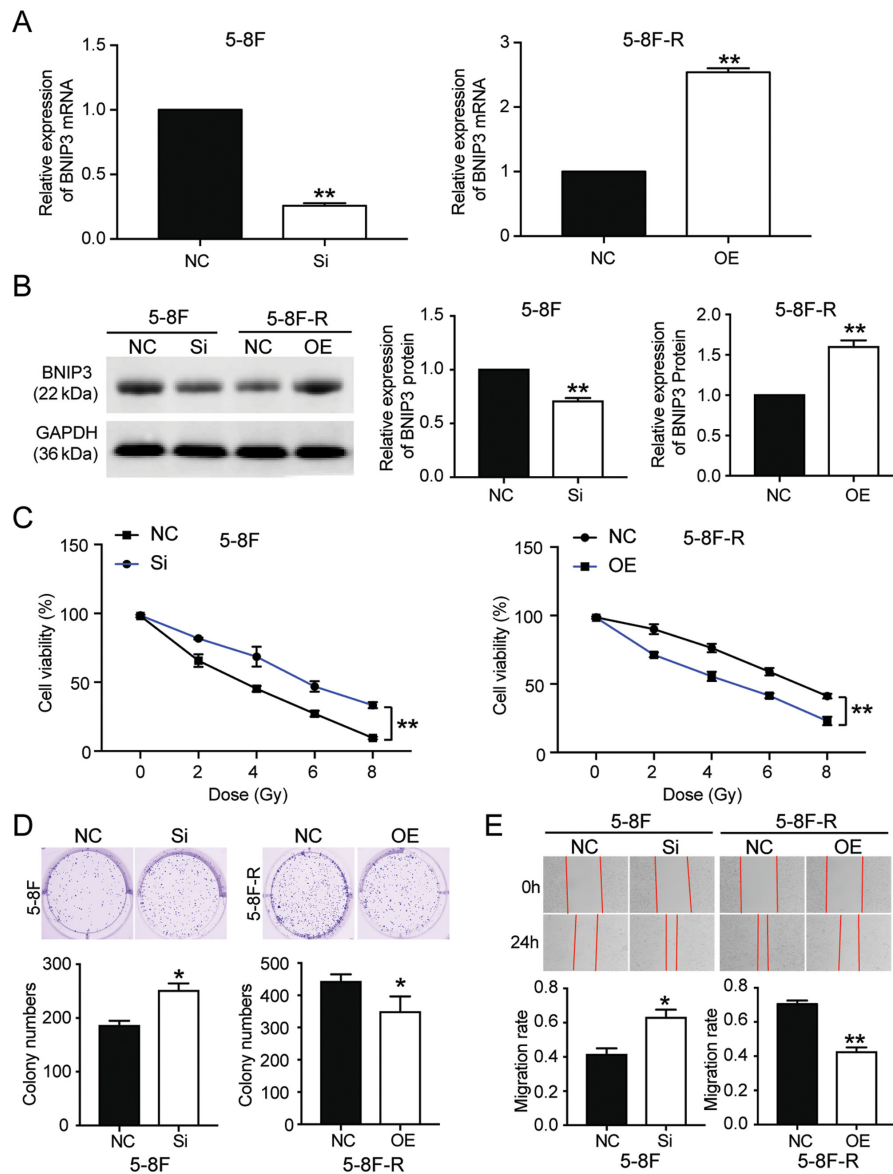 A
5-8F
Relative expression
of BNIP3 mRNA
1.5
1.0
0.5
0.0
**
NC
Si
5-8F-R
Relative expression
of BNIP3 mRNA
3
2
1
0
**
NC
OE
B
5-8F
5-8F-R
NC
Si
NC
OE
BNIP3
(22 kDa)
GAPDH
(36 kDa)
5-8F
Relative expression
of BNIP3 protein
1.5
1.0
0.5
0.0
**
NC
Si
5-8F-R
Relative expression
of BNIP3 Protein
2.0
1.5
1.0
0.5
0.0
**
NC
OE
C
NC
Si
5-8F
Cell viability (%)
150
100
50
0
**
0
2
4
6
8
Dose (Gy)
NC
OE
5-8F-R
Cell viability (%)
150
100
50
0
**
0
2
4
6
8
Dose (Gy)
D
NC
Si
5-8F
NC
OE
5-8F-R
Colony numbers
300
200
100
0
*
NC
Si
5-8F
Colony numbers
500
400
300
200
100
0
*
NC
OE
5-8F-R
E
5-8F
5-8F-R
NC
Si
NC
OE
0h
24h
Migration rate
0.8
0.6
0.4
0.2
0.0
*
NC
Si
5-8F
Migration rate
0.8
0.6
0.4
0.2
0.0
**
NC
OE
5-8F-R